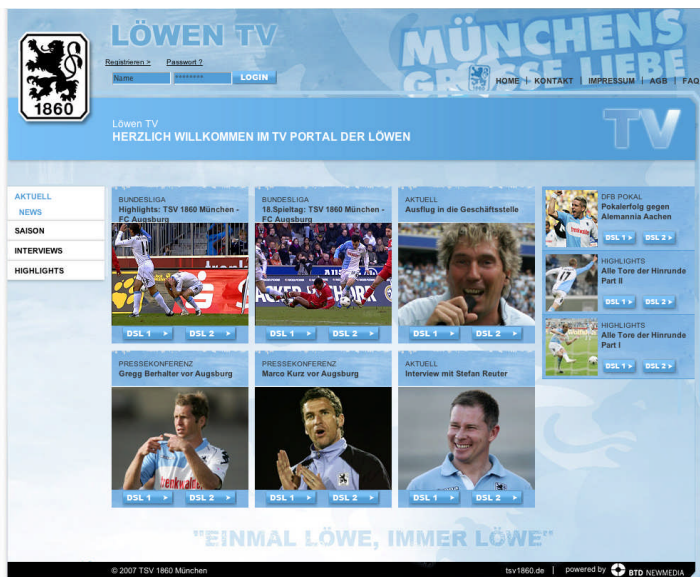 LÖWEN TV
MÜNCHENS
GROSSE LIEBE
Registrieren >
Passwort ?
Name
********
LOGIN
HOME | KONTAKT | IMPRESSUM | AGB | FAQ
1860
Löwen TV
HERZLICH WILLKOMMEN IM TV PORTAL DER LÖWEN
TV
AKTUELL
NEWS
SAISON
INTERVIEWS
HIGHLIGHTS
BUNDESLIGA
Highlights: TSV 1860 München -
FC Augsburg
DSL 1
DSL 2
BUNDESLIGA
18.Spieltag: TSV 1860 München -
FC Augsburg
DSL 1
DSL 2
AKTUELL
Ausflug in die Geschäftsstelle
DSL 1
DSL 2
DFB POKAL
Pokalerfolg gegen
Alemannia Aachen
DSL 1
DSL 2
HIGHLIGHTS
Alle Tore der Hinrunde
Part II
DSL 1
DSL 2
HIGHLIGHTS
Alle Tore der Hinrunde
Part I
DSL 1
DSL 2
PRESSEKONFERENZ
Gregg Berhalter vor Augsburg
DSL 1
DSL 2
PRESSEKONFERENZ
Marco Kurz vor Augsburg
DSL 1
DSL 2
AKTUELL
Interview mit Stefan Reuter
DSL 1
DSL 2
"EINMAL LÖWE, IMMER LÖWE"
© 2007 TSV 1860 München
tsv1860.de | powered by BTD NEWMEDIA